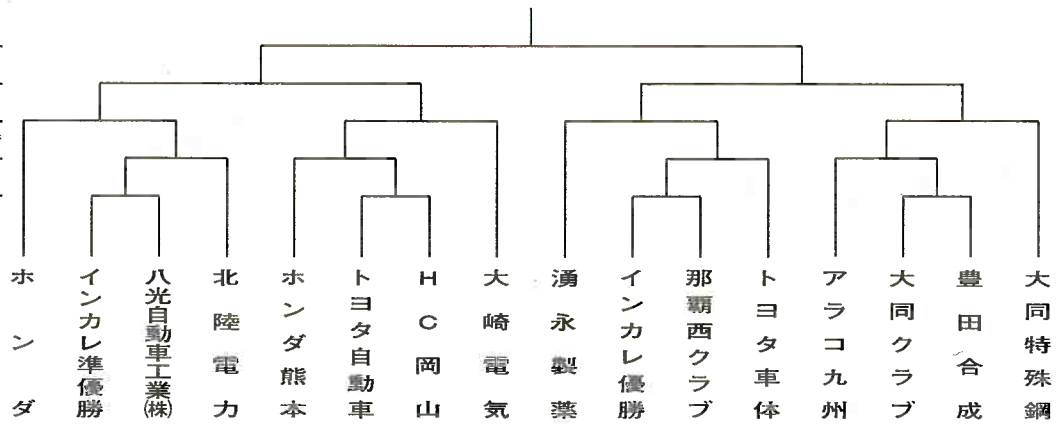 ホンダ
インカレ準優勝
八光自動車工業㈱
北陸電力
ホンダ熊本
トヨタ自動車
HC岡山
大崎電気
湧永製薬
インカレ優勝
那覇西クラブ
トヨタ車体
アラコ九州
大同クラブ
豊田合成
大同特殊鋼